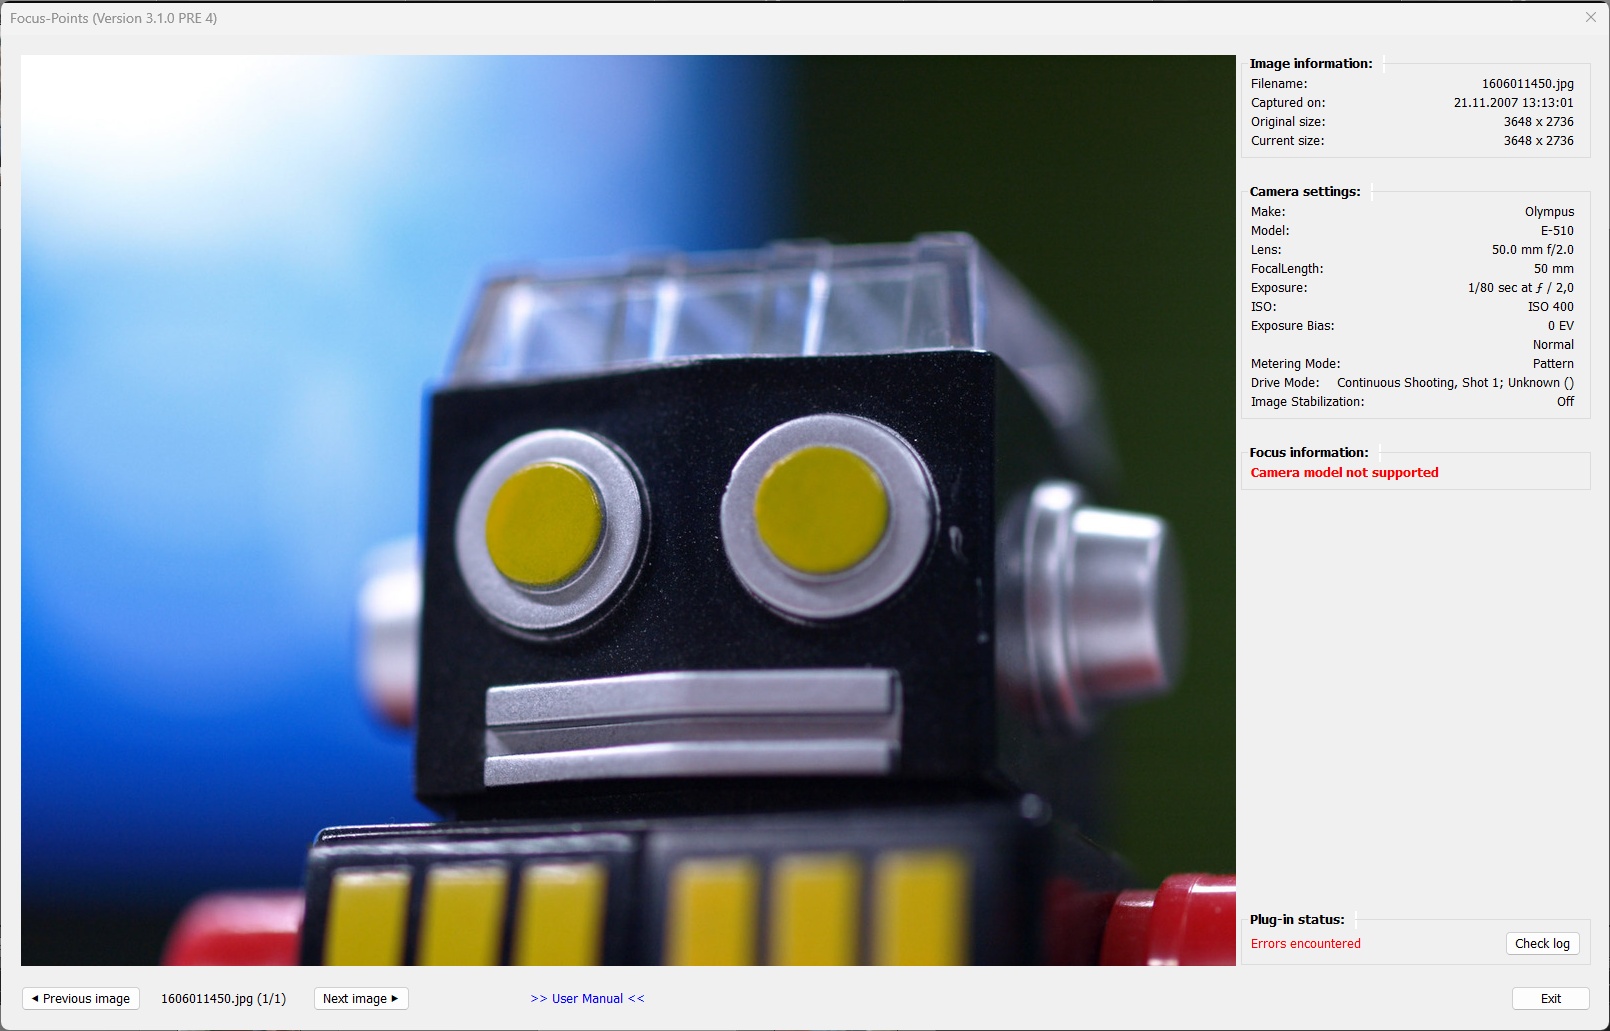 Focus-Points (Version 3.1.0 PRE 4)
Image information:
Filename: 1606011450.jpg
Captured on: 21.11.2007 13:13:01
Original size: 3648 x 2736
Current size: 3648 x 2736
Camera settings:
Make: Olympus
Model: E-510
Lens: 50.0 mm f/2.0
FocalLength: 50 mm
Exposure: 1/80 sec at ƒ / 2,0
ISO: ISO 400
Exposure Bias: 0 EV
Normal
Metering Mode: Pattern
Drive Mode: Continuous Shooting, Shot 1; Unknown ()
Image Stabilization: Off
Focus information:
Camera model not supported
Plug-in status:
Errors encountered Check log
◄ Previous image 1606011450.jpg (1/1) Next image ► >> User Manual << Exit